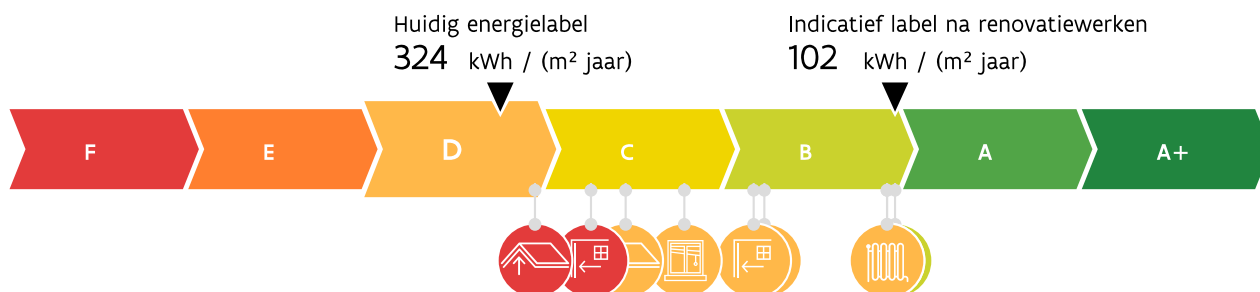 Huidig energielabel
324 kWh / (m² jaar)
Indicatief label na renovatiewerken
102 kWh / (m² jaar)
F
E
D
C
B
A
A+